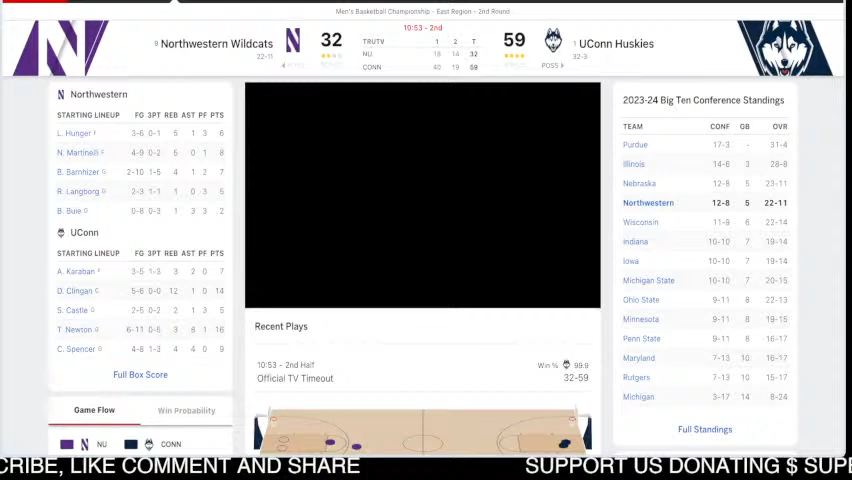 Men's Basketball Championship - East Region - 2nd Round
9 Northwestern Wildcats
22-11
32
10:53 - 2nd
TRUTV 1 2 T
NU 18 14 32
CONN 40 19 59
59
POSS
1 UConn Huskies
32-3
Northwestern
STARTING LINEUP FG 3PT REB AST PF PTS
L. Hunger F 3-6 0-1 5 1 3 6
N. Martinelli F 4-9 0-2 5 0 1 8
B. Barnhizer G 2-10 1-5 4 1 2 7
R. Langborg G 2-3 1-1 1 0 3 5
B. Buie G 0-8 0-3 1 3 3 2
UConn
STARTING LINEUP FG 3PT REB AST PF PTS
A. Karaban F 3-5 1-3 3 2 0 7
D. Clingan C 5-6 0-0 12 1 0 14
S. Castle G 2-5 0-2 2 1 3 5
T. Newton G 6-11 0-5 3 8 1 16
C. Spencer G 4-8 1-3 4 4 0 9
Full Box Score
Game Flow Win Probability
NU CONN
Recent Plays
10:53 - 2nd Half Win % 99.9
Official TV Timeout 32-59
2023-24 Big Ten Conference Standings
TEAM CONF GB OVR
Purdue 17-3 - 31-4
Illinois 14-6 3 28-8
Nebraska 12-8 5 23-11
Northwestern 12-8 5 22-11
Wisconsin 11-9 6 22-14
Indiana 10-10 7 19-14
Iowa 10-10 7 19-14
Michigan State 10-10 7 20-15
Ohio State 9-11 8 22-13
Minnesota 9-11 8 19-15
Penn State 9-11 8 16-17
Maryland 7-13 10 16-17
Rutgers 7-13 10 15-17
Michigan 3-17 14 8-24
Full Standings
CRIBE, LIKE COMMENT AND SHARE SUPPORT US DONATING $ SUPE